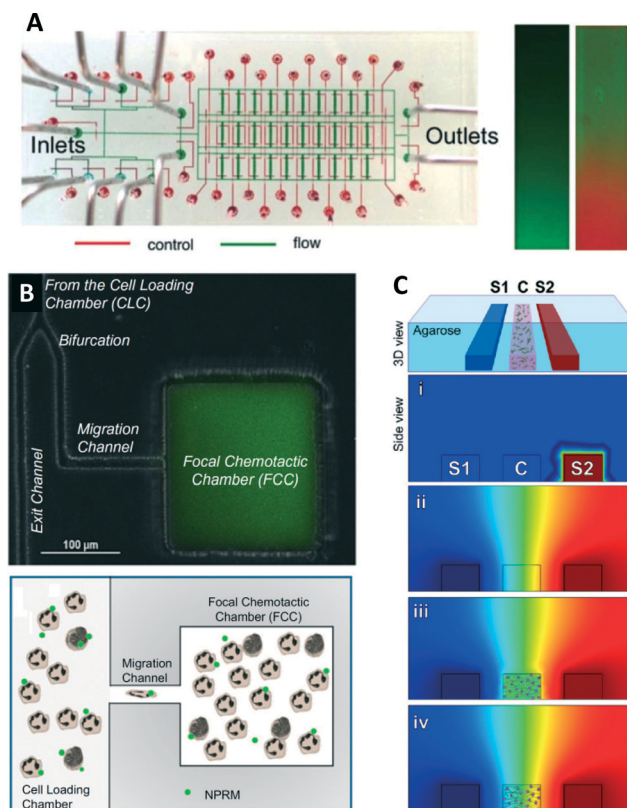 A
Inlets
Outlets
control
flow
B
From the Cell Loading
Chamber (CLC)
Bifurcation
Migration
Channel
Exit Channel
Focal Chemotactic
Chamber (FCC)
100 µm
Focal Chemotactic
Chamber (FCC)
Migration
Channel
Cell Loading
Chamber
NPRM
C
S1 C S2
3D view
Agarose
Side view
i
S1 C S2
ii
iii
iv